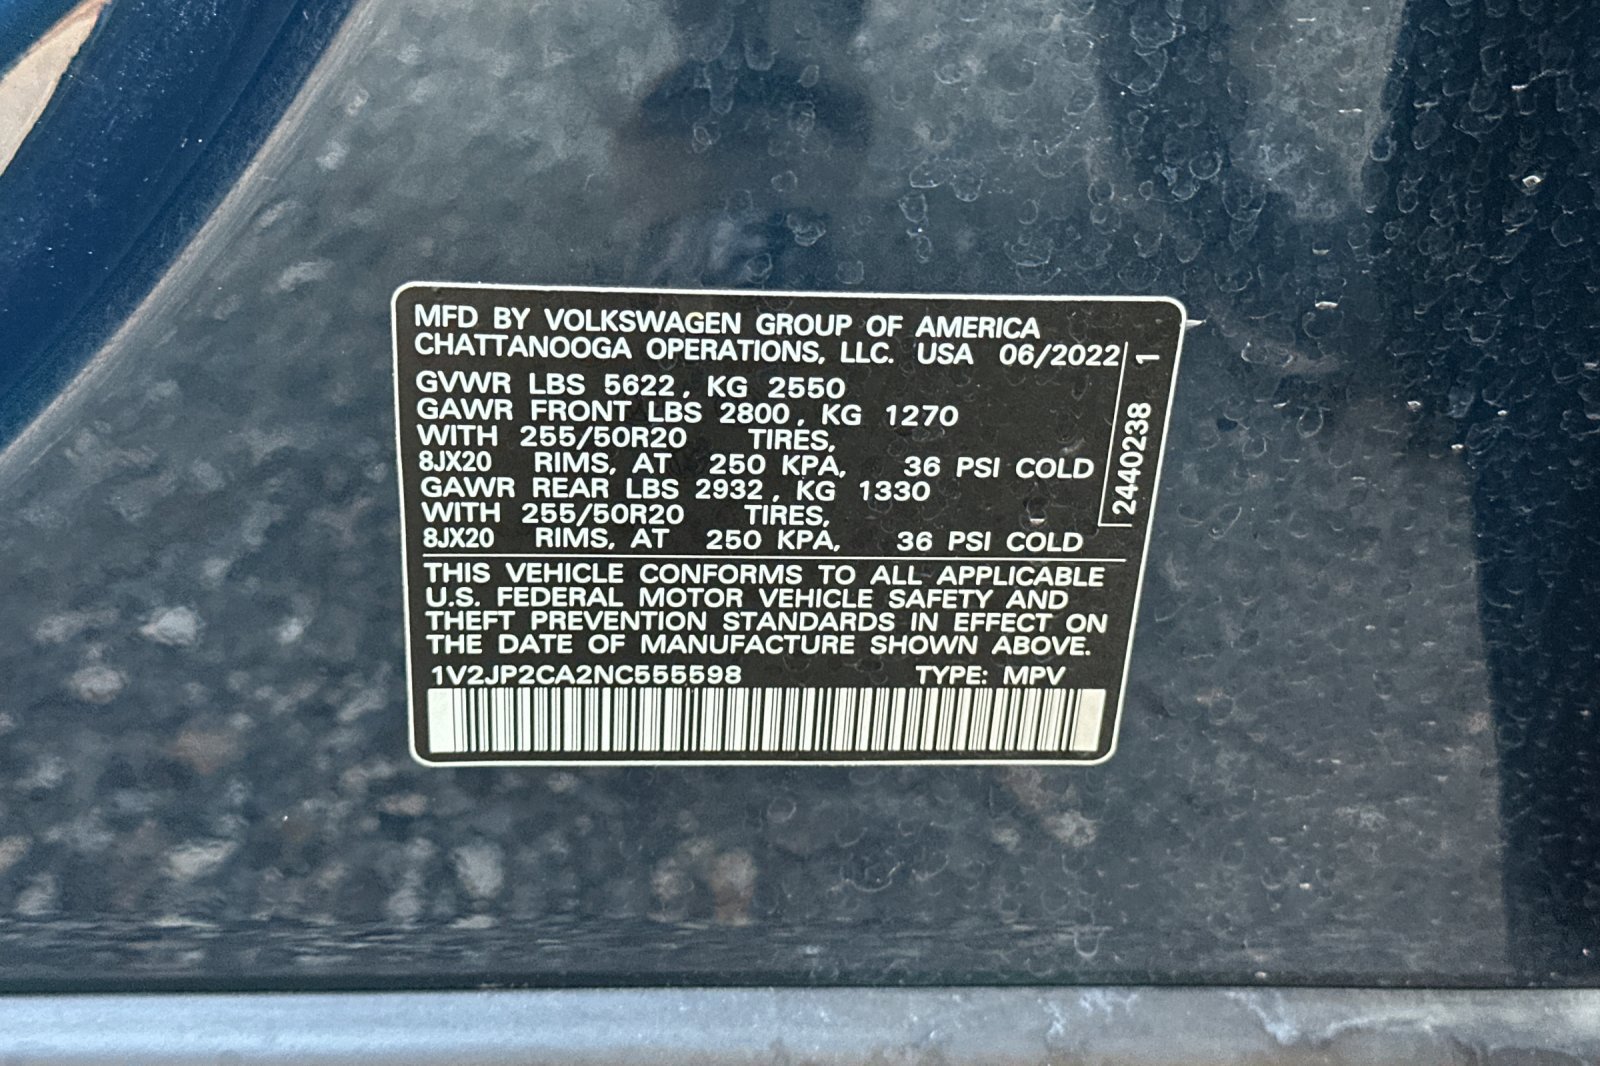 MFD BY VOLKSWAGEN GROUP OF AMERICA
CHATTANOOGA OPERATIONS, LLC. USA 06/2022
GVWR LBS 5622, KG 2550
GAWR FRONT LBS 2800, KG 1270
WITH 255/50R20 TIRES,
8JX20 RIMS, AT 250 KPA, 36 PSI COLD
GAWR REAR LBS 2932, KG 1330
WITH 255/50R20 TIRES,
8JX20 RIMS, AT 250 KPA, 36 PSI COLD
2440238 1
THIS VEHICLE CONFORMS TO ALL APPLICABLE
U.S. FEDERAL MOTOR VEHICLE SAFETY AND
THEFT PREVENTION STANDARDS IN EFFECT ON
THE DATE OF MANUFACTURE SHOWN ABOVE.
1V2JP2CA2NC555598 TYPE: MPV